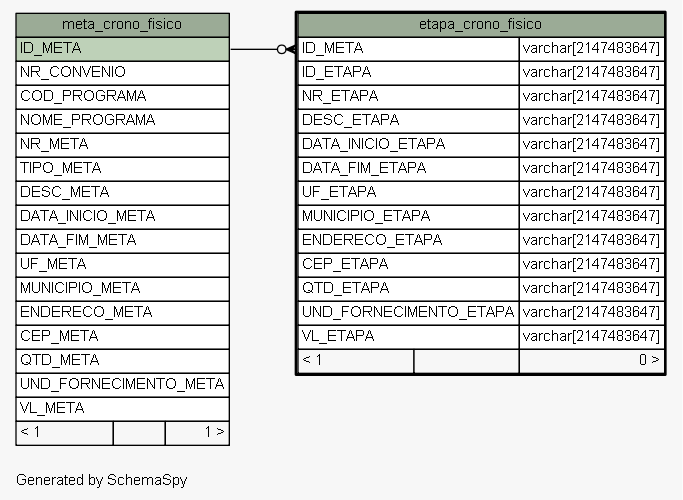 meta_crono_fisico
ID_META
NR_CONVENIO
COD_PROGRAMA
NOME_PROGRAMA
NR_META
TIPO_META
DESC_META
DATA_INICIO_META
DATA_FIM_META
UF_META
MUNICIPIO_META
ENDERECO_META
CEP_META
QTD_META
UND_FORNECIMENTO_META
VL_META
< 1 1 >
etapa_crono_fisico
ID_META varchar[2147483647]
ID_ETAPA varchar[2147483647]
NR_ETAPA varchar[2147483647]
DESC_ETAPA varchar[2147483647]
DATA_INICIO_ETAPA varchar[2147483647]
DATA_FIM_ETAPA varchar[2147483647]
UF_ETAPA varchar[2147483647]
MUNICIPIO_ETAPA varchar[2147483647]
ENDERECO_ETAPA varchar[2147483647]
CEP_ETAPA varchar[2147483647]
QTD_ETAPA varchar[2147483647]
UND_FORNECIMENTO_ETAPA varchar[2147483647]
VL_ETAPA varchar[2147483647]
< 1 0 >
Generated by SchemaSpy